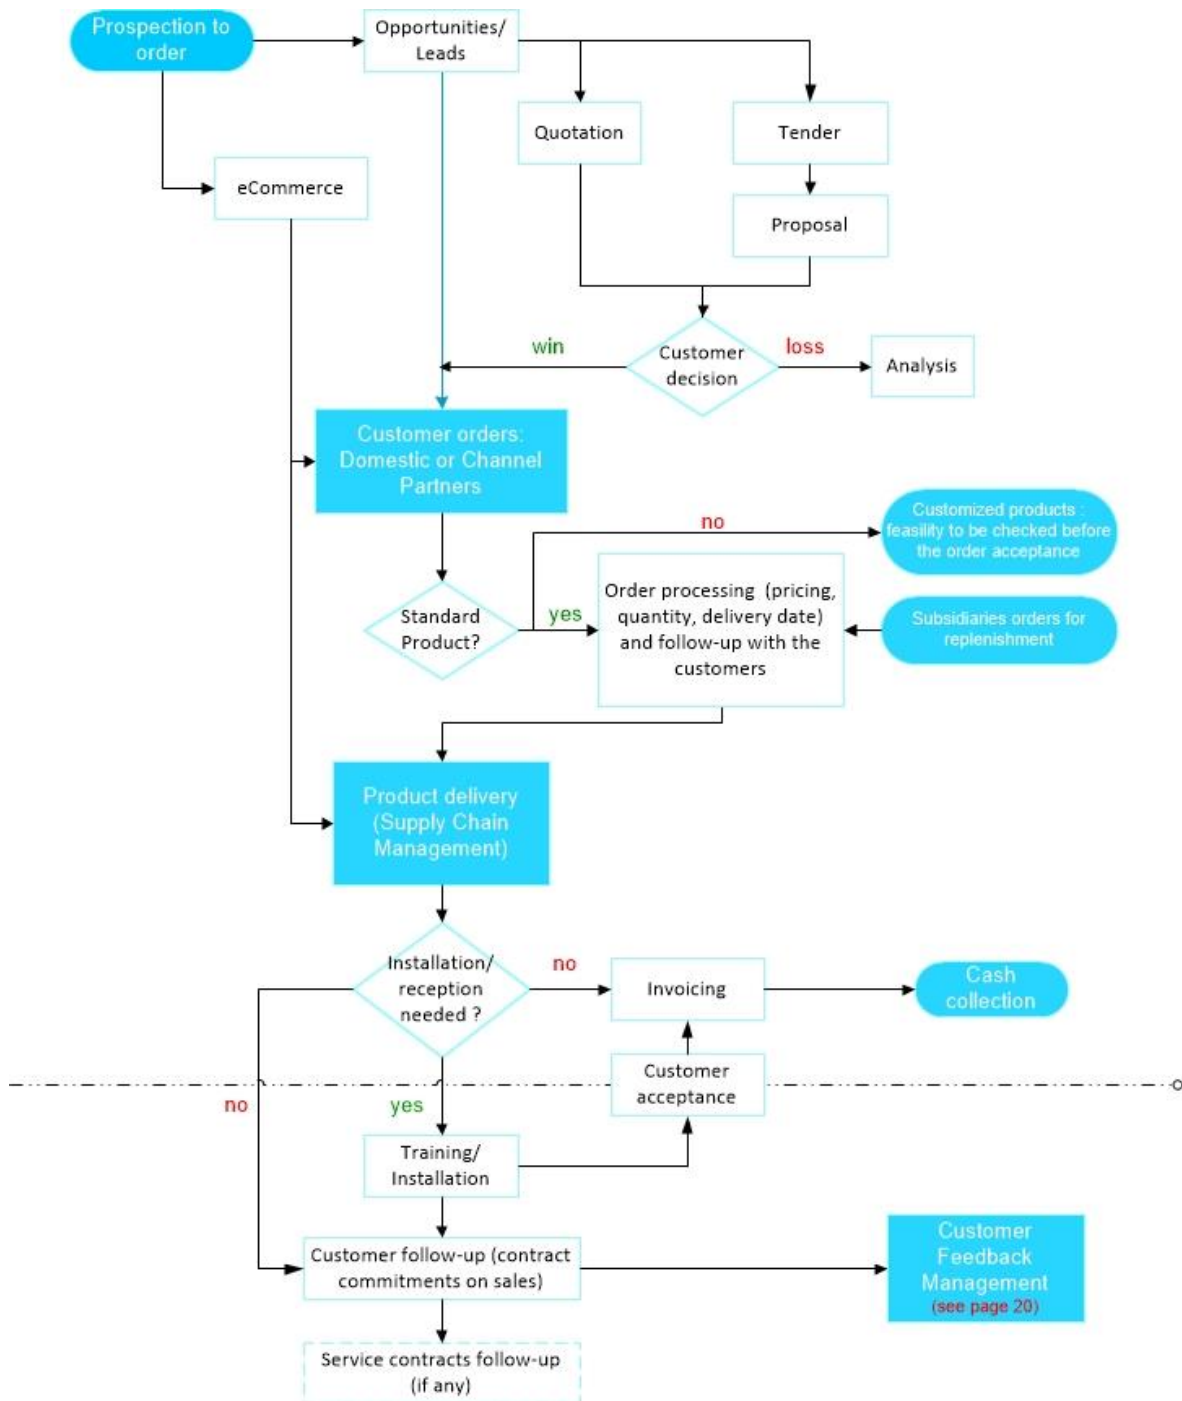 Prospection to
order
Opportunities/
Leads
Quotation
Tender
eCommerce
Proposal
win
Customer
decision
loss
Analysis
Customer orders:
Domestic or Channel
Partners
no
Customized products :
feasility to be checked before
the order acceptance
Standard
Product?
yes
Order processing (pricing,
quantity, delivery date)
and follow-up with the
customers
Subsidiaries orders for
replenishment
Product delivery
(Supply Chain
Management)
Installation/
reception
needed ?
no
Invoicing
Cash
collection
Customer
acceptance
no
yes
Training/
Installation
Customer follow-up (contract
commitments on sales)
Customer
Feedback
Management
(see page 20)
Service contracts follow-up
(if any)